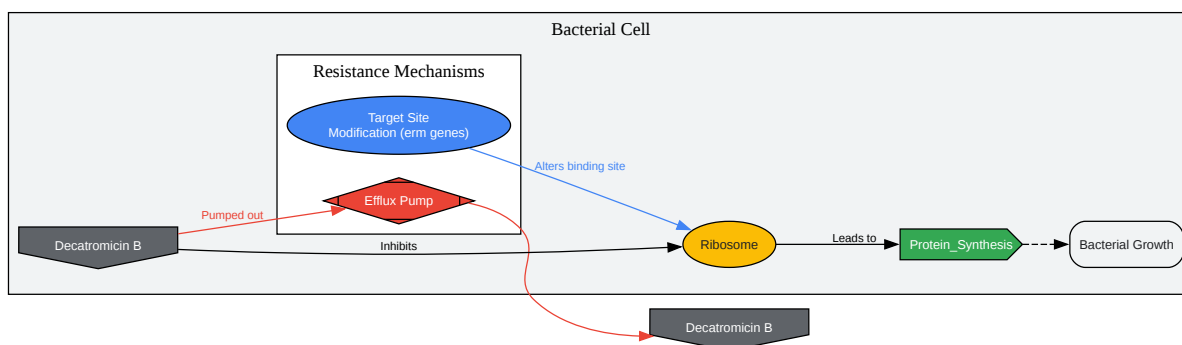 Bacterial Cell
Resistance Mechanisms
Target Site
Modification (erm genes)
Alters binding site
Efflux Pump
Pumped out
Decatromicin B
Inhibits
Ribosome
Leads to
Protein_Synthesis
Bacterial Growth
Decatromicin B